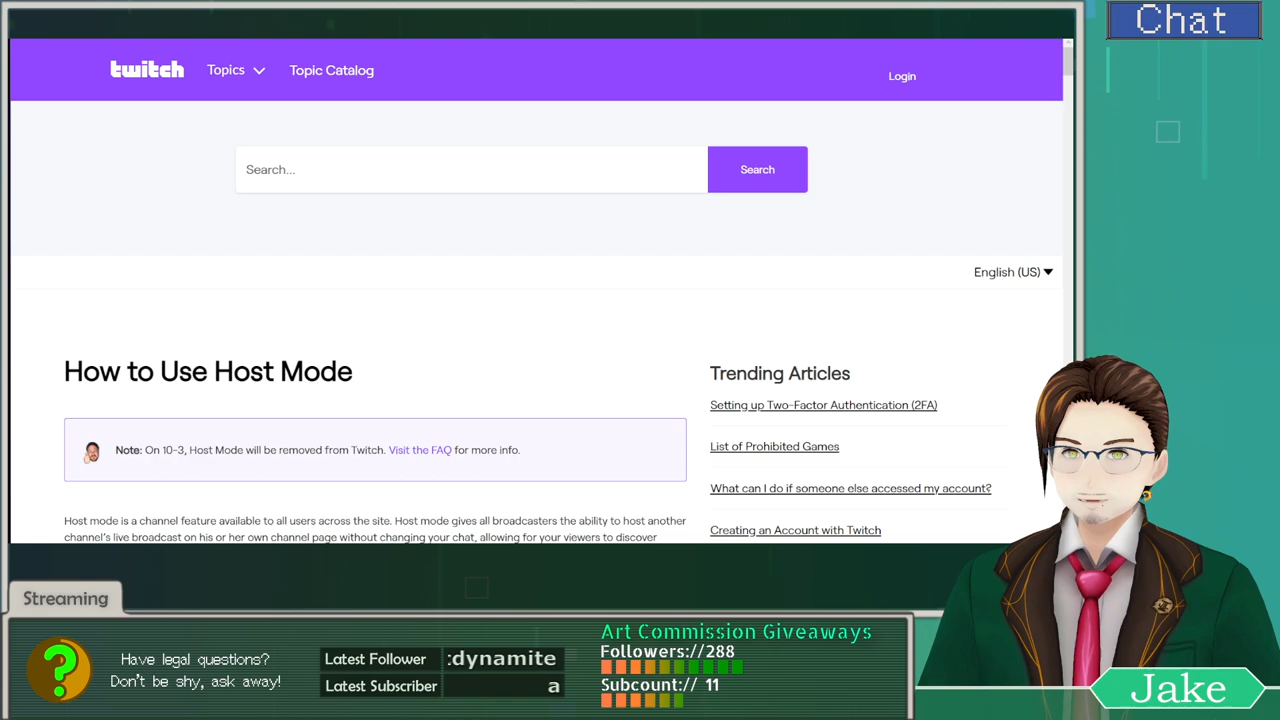 Chat
twitch
Topics
Topic Catalog
Login
Search...
Search
English (US)
How to Use Host Mode
Note: On 10-3, Host Mode will be removed from Twitch. Visit the FAQ for more info.
Host mode is a channel feature available to all users across the site. Host mode gives all broadcasters the ability to host another
channel's live broadcast on his or her own channel page without changing your chat, allowing for your viewers to discover
Trending Articles
Setting up Two-Factor Authentication (2FA)
List of Prohibited Games
What can I do if someone else accessed my account?
Creating an Account with Twitch
Streaming
?
Have legal questions?
Don't be shy, ask away!
Latest Follower
:dynamite
Latest Subscriber
a
Art Commission Giveaways
Followers://288
Subcount:// 11
Jake